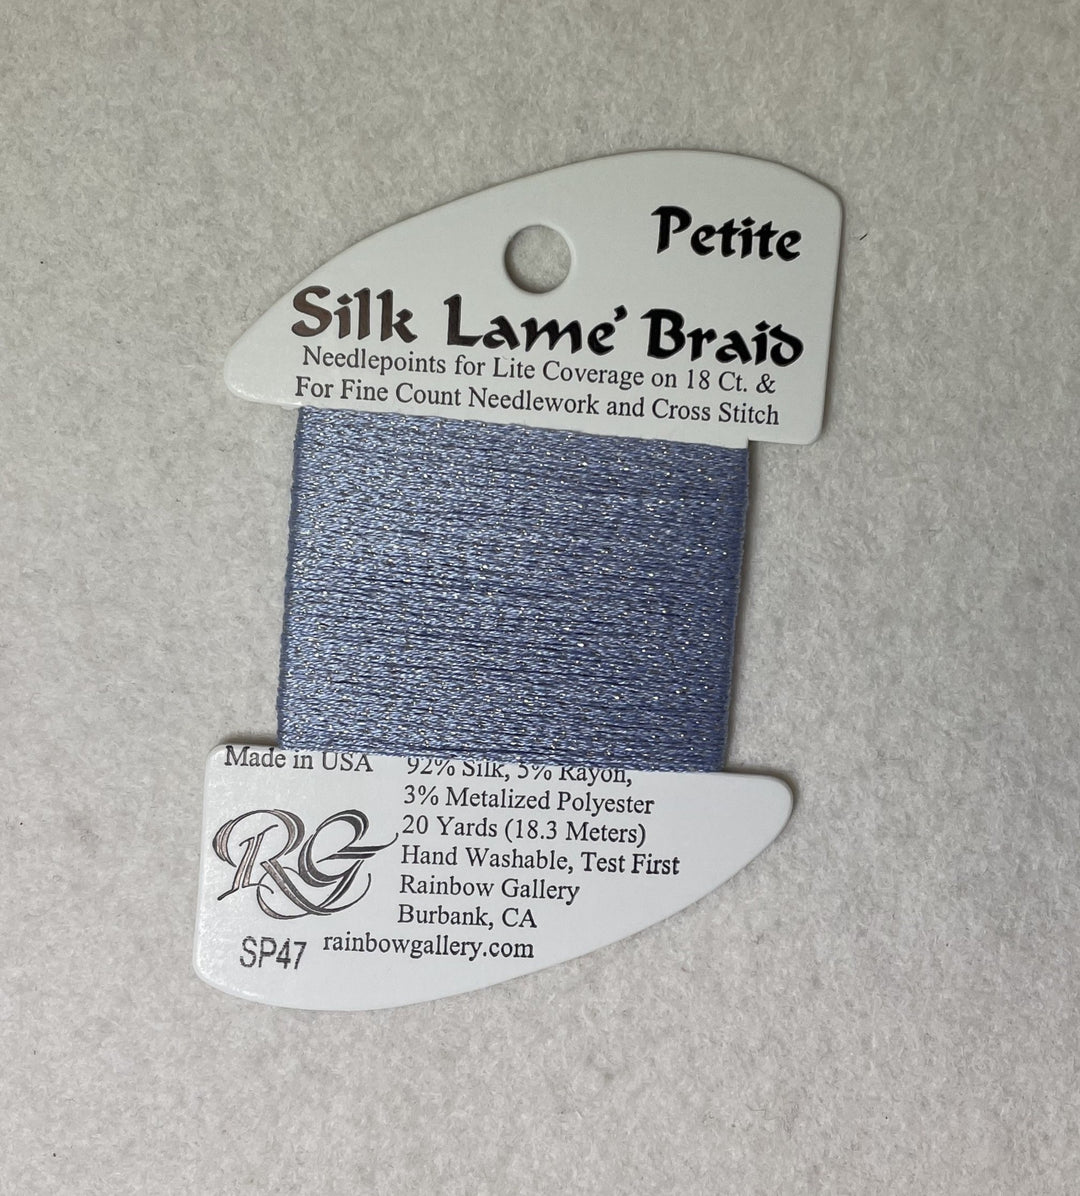 Petite
Silk Lame' Braid
Needlepoints for Lite Coverage on 18 Ct. &
For Fine Count Needlework and Cross Stitch
Made in USA
92% Silk, 5% Rayon,
3% Metalized Polyester
20 Yards (18.3 Meters)
Hand Washable, Test First
Rainbow Gallery
Burbank, CA
RG
SP47
rainbowgallery.com